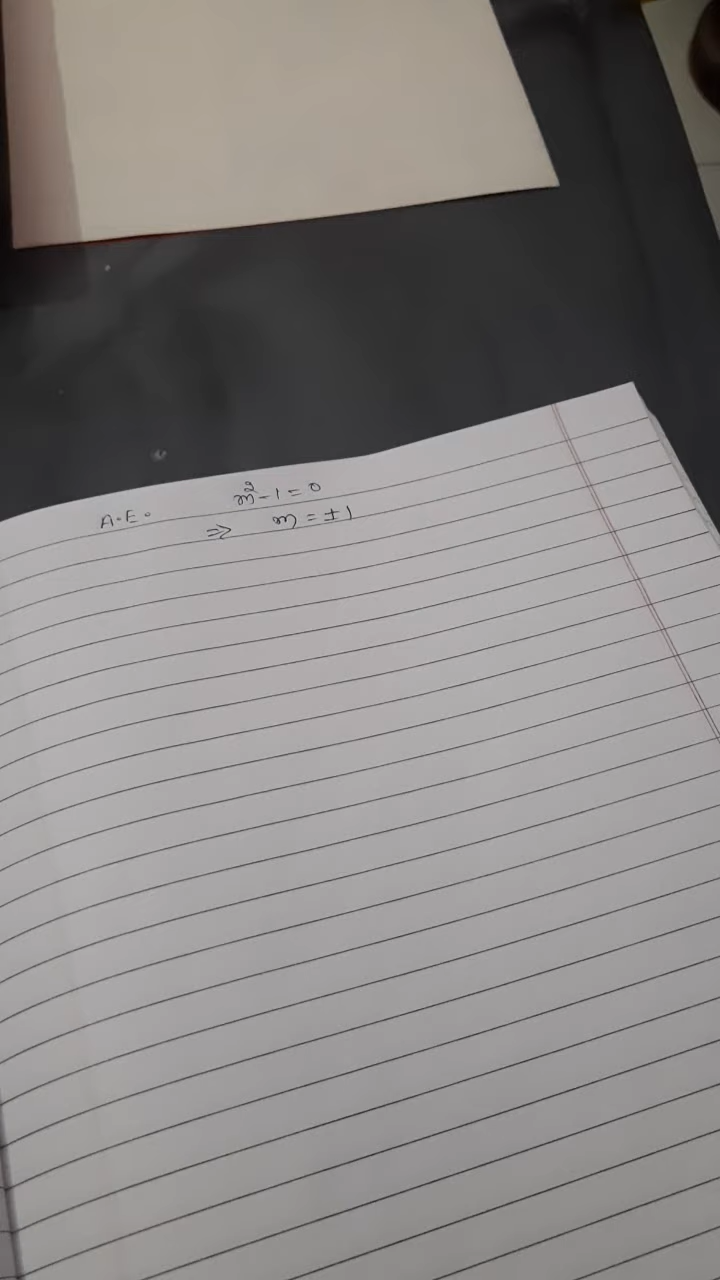 A.E. m² - 1 = 0
⇒ m = ± 1